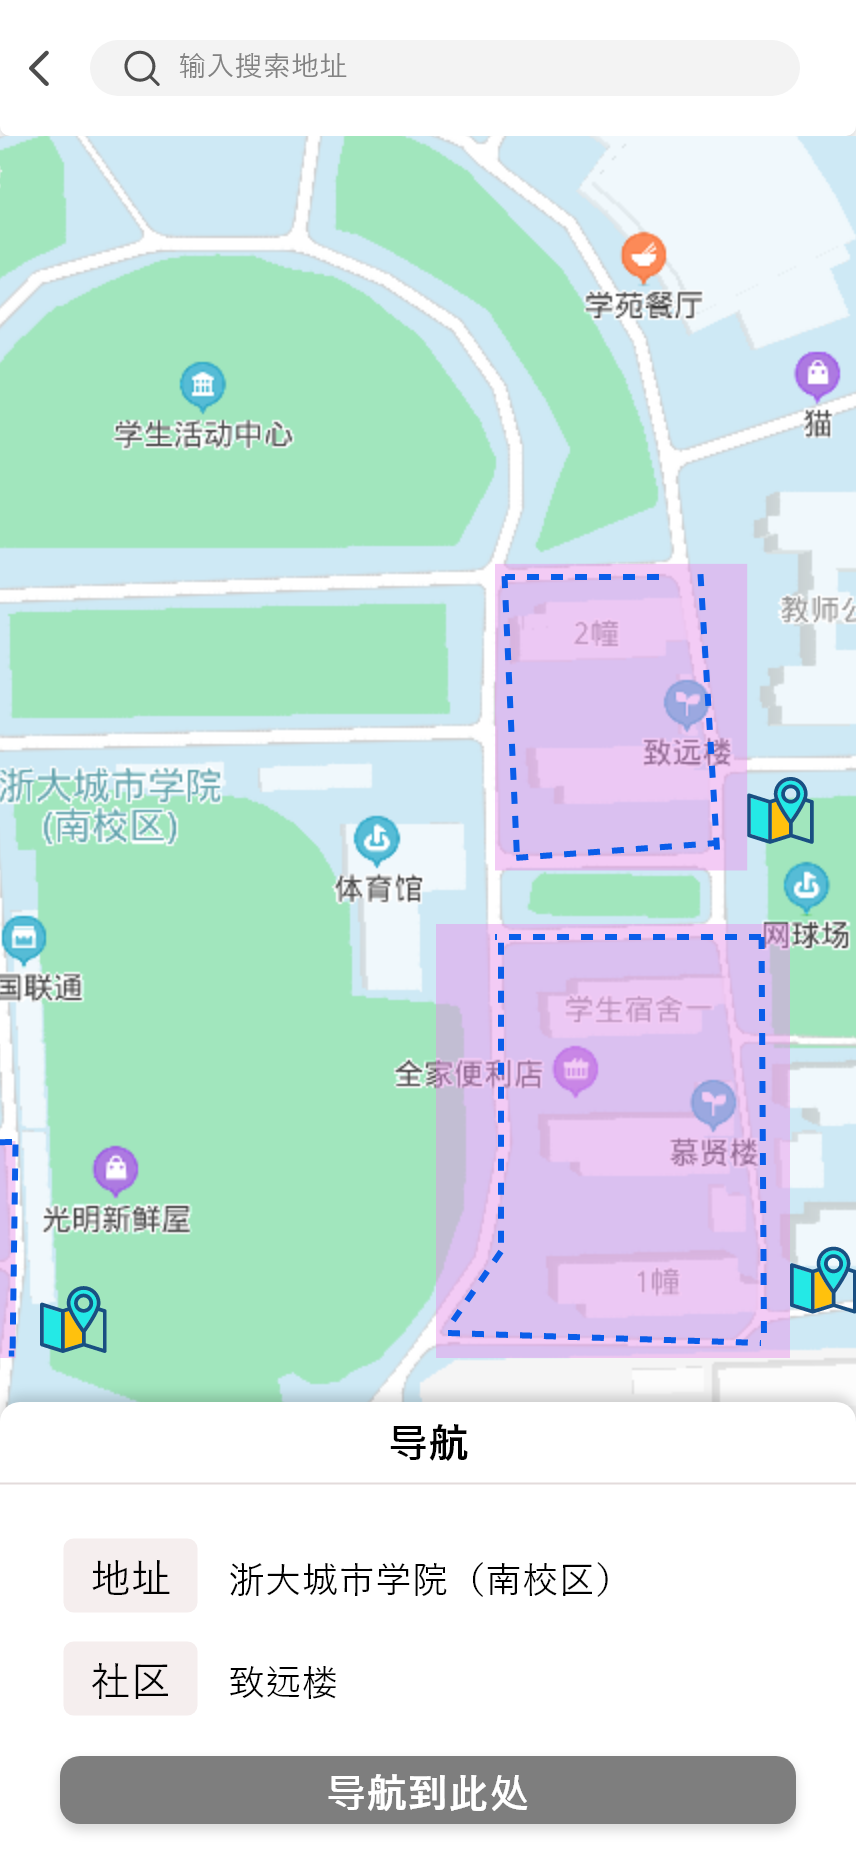 输入搜索地址
学苑餐厅
猫
学生活动中心
教师公
2幢
致远楼
浙大城市学院
(南校区)
体育馆
网球场
国联通
学生宿舍一
全家便利店
慕贤楼
光明新鲜屋
1幢
导航
地址 浙大城市学院（南校区）
社区 致远楼
导航到此处